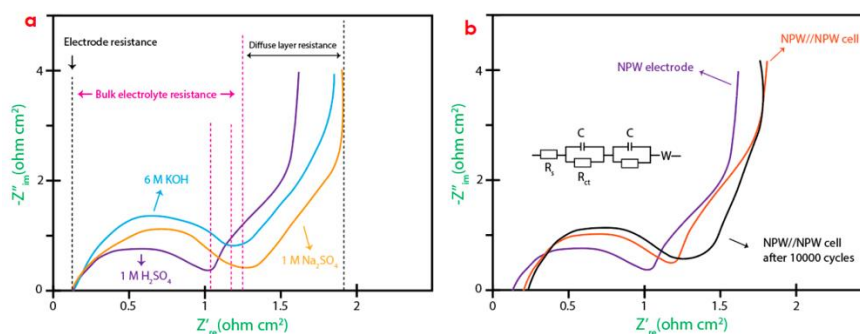 a
Electrode resistance
Diffuse layer resistance
Bulk electrolyte resistance
6 M KOH
1 M H₂SO₄
1 M Na₂SO₄
-Z″ᵢₘ(ohm cm²)
4
2
0
0
0.5
1
1.5
2
Z′ᵣₑ(ohm cm²)
b
NPW//NPW cell
NPW electrode
C
C
Rₛ
R_ct
W
NPW//NPW cell
after 10000 cycles
-Z″ᵢₘ(ohm cm²)
4
2
0
0
0.5
1
1.5
2
Z′ᵣₑ(ohm cm²)